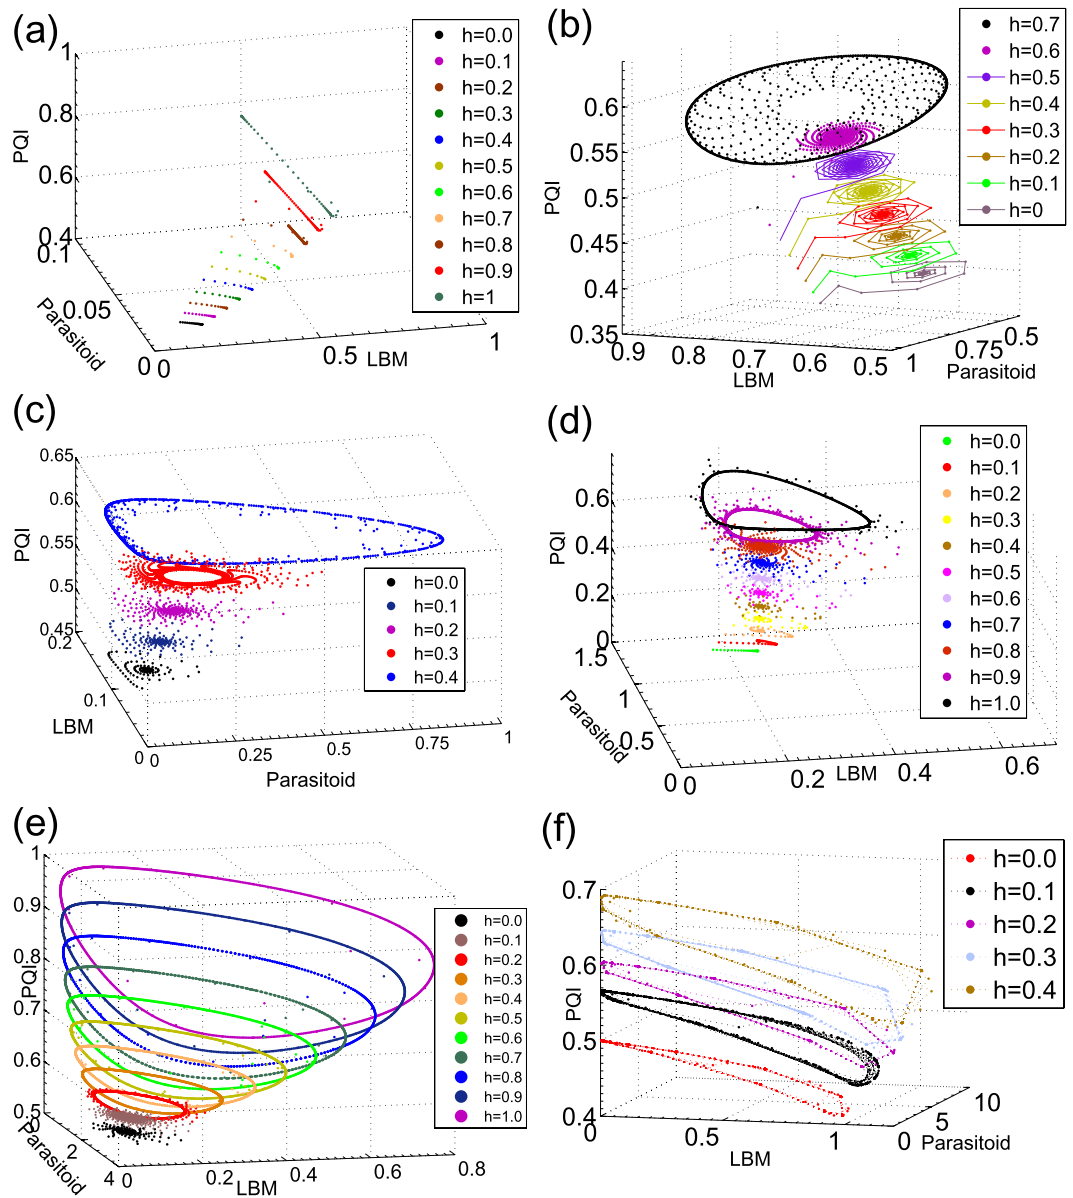 (a)
1
0.8
0.6
0.4
PQI
0.1
0.05
0
Parasitoid
0
0.5
1
LBM
h=0.0
h=0.1
h=0.2
h=0.3
h=0.4
h=0.5
h=0.6
h=0.7
h=0.8
h=0.9
h=1
(b)
0.6
0.55
0.5
0.45
0.4
0.35
PQI
0.9
0.8
0.7
0.6
0.5
LBM
1
0.75
0.5
Parasitoid
h=0.7
h=0.6
h=0.5
h=0.4
h=0.3
h=0.2
h=0.1
h=0
(c)
0.65
0.6
0.55
0.5
0.45
PQI
0.2
0.1
0
LBM
0
0.25
0.5
0.75
1
Parasitoid
h=0.0
h=0.1
h=0.2
h=0.3
h=0.4
(d)
0.6
0.4
0.2
0
PQI
1.5
1
0.5
0
Parasitoid
0
0.2
0.4
0.6
LBM
h=0.0
h=0.1
h=0.2
h=0.3
h=0.4
h=0.5
h=0.6
h=0.7
h=0.8
h=0.9
h=1.0
(e)
1
0.9
0.8
0.7
0.6
0.5
PQI
0
2
4
Parasitoid
0
0.2
0.4
0.6
0.8
LBM
h=0.0
h=0.1
h=0.2
h=0.3
h=0.4
h=0.5
h=0.6
h=0.7
h=0.8
h=0.9
h=1.0
(f)
0.7
0.6
0.5
0.4
PQI
0
0.5
1
LBM
0
5
10
Parasitoid
h=0.0
h=0.1
h=0.2
h=0.3
h=0.4